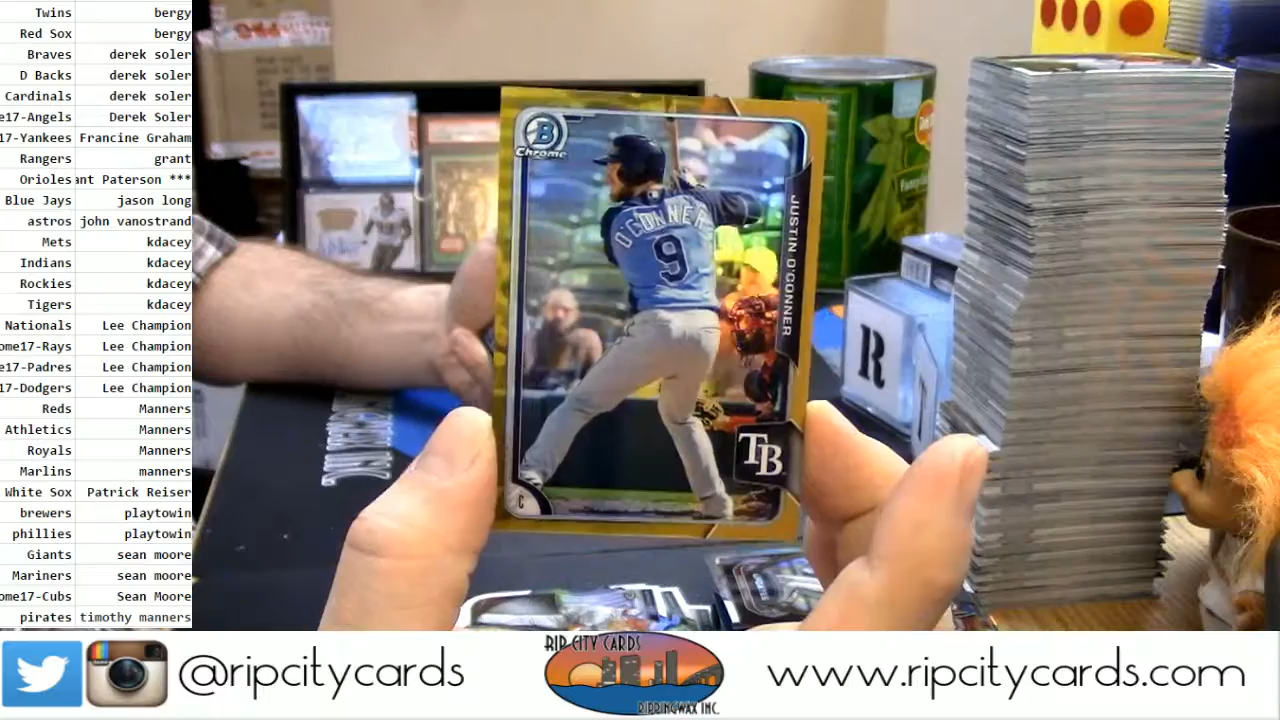 Twins bergy
Red Sox bergy
Braves derek soler
D Backs derek soler
Cardinals derek soler
e17-Angels Derek Soler
17-Yankees Francine Graham
Rangers grant
Orioles ant Paterson ***
Blue Jays jason long
astros john vanostrand
Mets kdacey
Indians kdacey
Rockies kdacey
Tigers kdacey
Nationals Lee Champion
ome17-Rays Lee Champion
e17-Padres Lee Champion
17-Dodgers Lee Champion
Reds Manners
Athletics Manners
Royals Manners
Marlins manners
White Sox Patrick Reiser
brewers playtowin
phillies playtowin
Giants sean moore
Mariners sean moore
ome17-Cubs Sean Moore
pirates timothy manners
B
Chrome
O'CONNER
9
JUSTIN O'CONNER
TB
C
R
@ripcitycards
RIP CITY CARDS
RIPPINGWAX INC.
www.ripcitycards.com